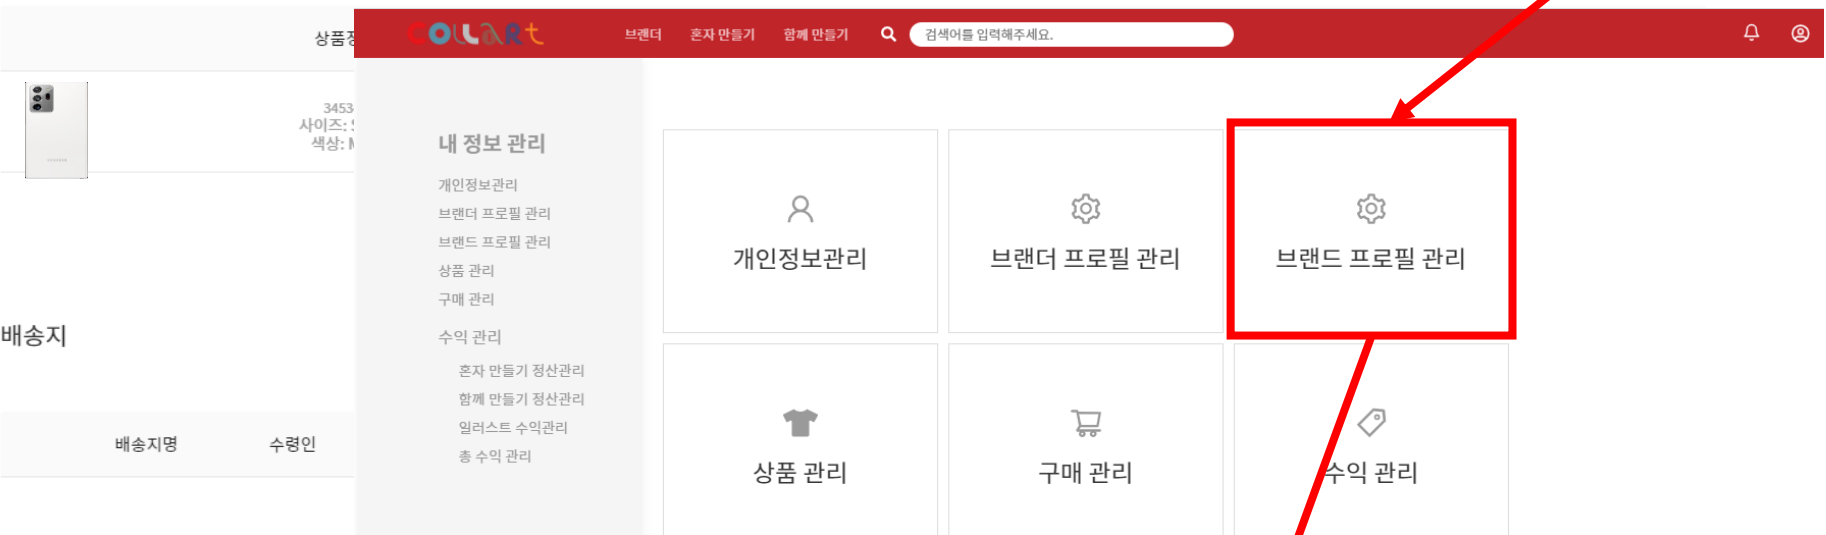 상품정
COLLARt
브랜더
혼자 만들기
함께 만들기
검색어를 입력해주세요.
3453
사이즈:
색상:
내 정보 관리
개인정보관리
브랜더 프로필 관리
브랜드 프로필 관리
상품 관리
구매 관리
수익 관리
혼자 만들기 정산관리
함께 만들기 정산관리
일러스트 수익관리
총 수익 관리
개인정보관리
브랜더 프로필 관리
브랜드 프로필 관리
상품 관리
구매 관리
수익 관리
배송지
배송지명
수령인